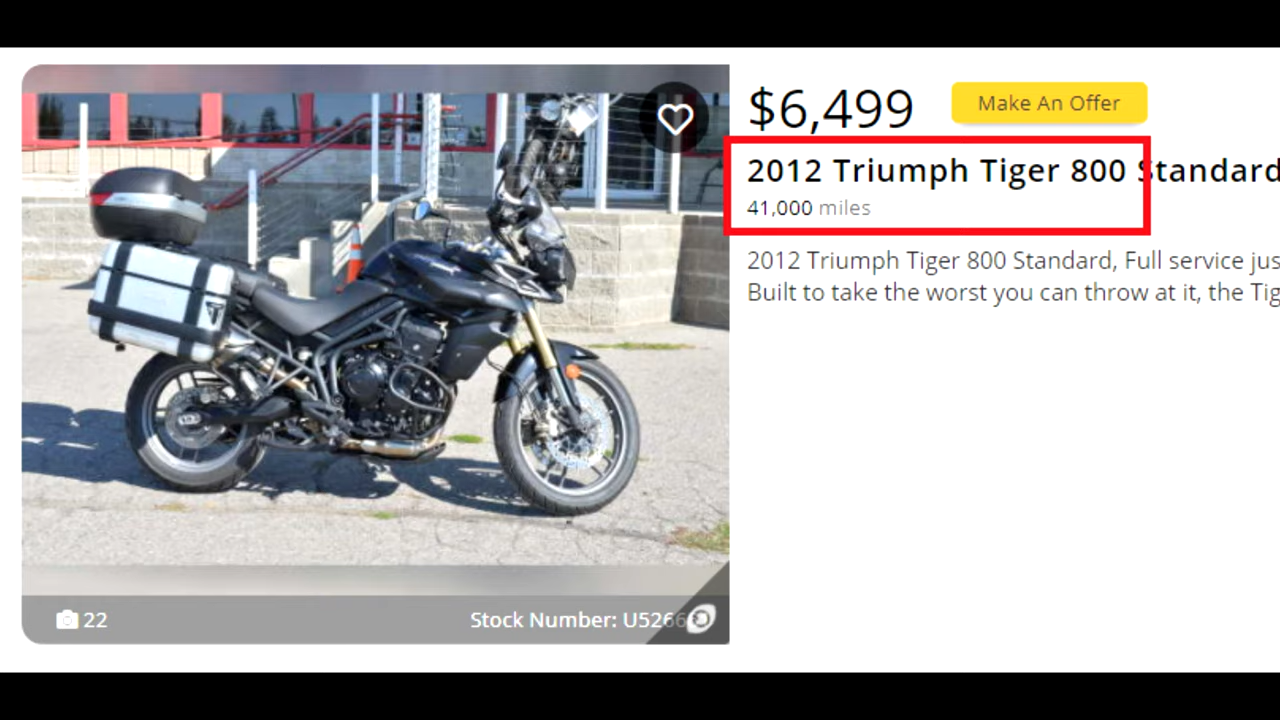 $6,499
Make An Offer
2012 Triumph Tiger 800 Standard
41,000 miles
2012 Triumph Tiger 800 Standard, Full service
Built to take the worst you can throw at it, the
22
Stock Number: